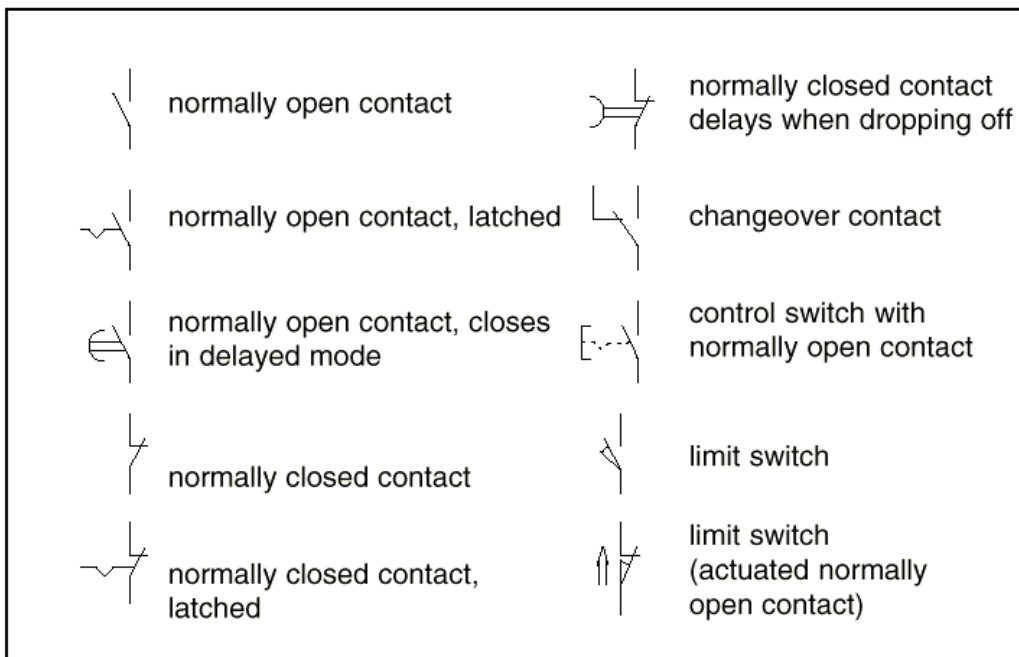 normally open contact
normally open contact, latched
normally open contact, closes
in delayed mode
normally closed contact
normally closed contact,
latched
normally closed contact
delays when dropping off
changeover contact
control switch with
normally open contact
limit switch
limit switch
(actuated normally
open contact)